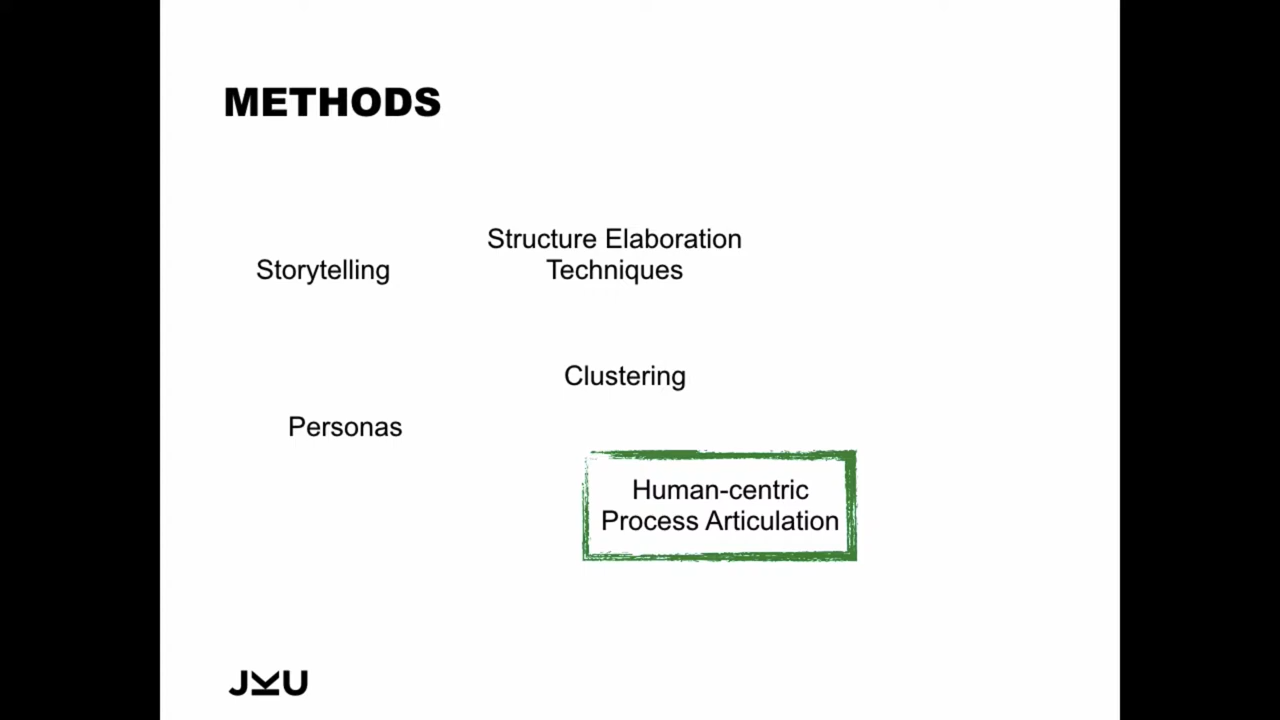 METHODS
Structure Elaboration
Techniques
Storytelling
Clustering
Personas
Human-centric
Process Articulation
JKU